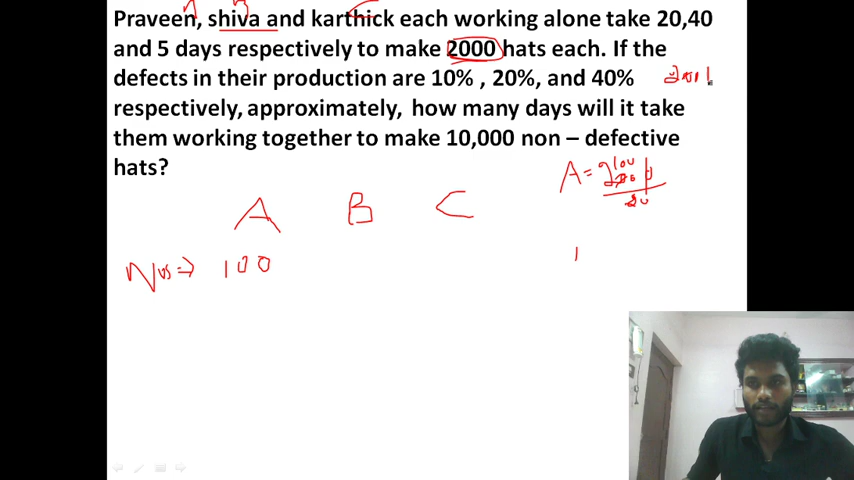 Praveen, shiva and karthick each working alone take 20,40
and 5 days respectively to make 2000 hats each. If the
defects in their production are 10% , 20%, and 40%
respectively, approximately, how many days will it take
them working together to make 10,000 non – defective
hats?
A =
20
A B C
Nos ⇒ 100
1